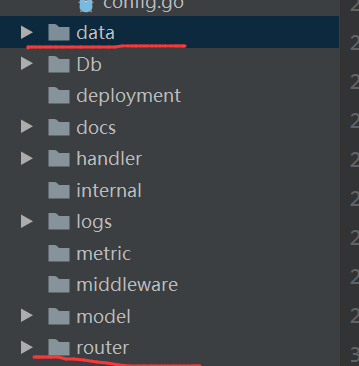 config.go
data
Db
deployment
docs
handler
internal
logs
metric
middleware
model
router